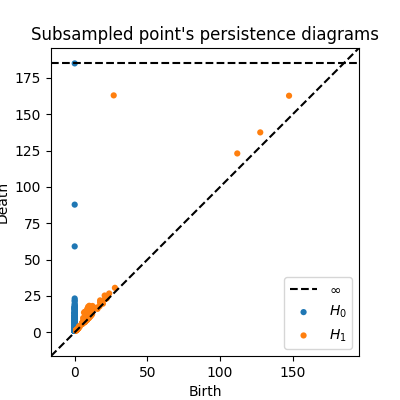 Subsampled point's persistence diagrams
175
150
125
100
75
50
25
0
Death
0 50 100 150
Birth
∞
H₀
H₁